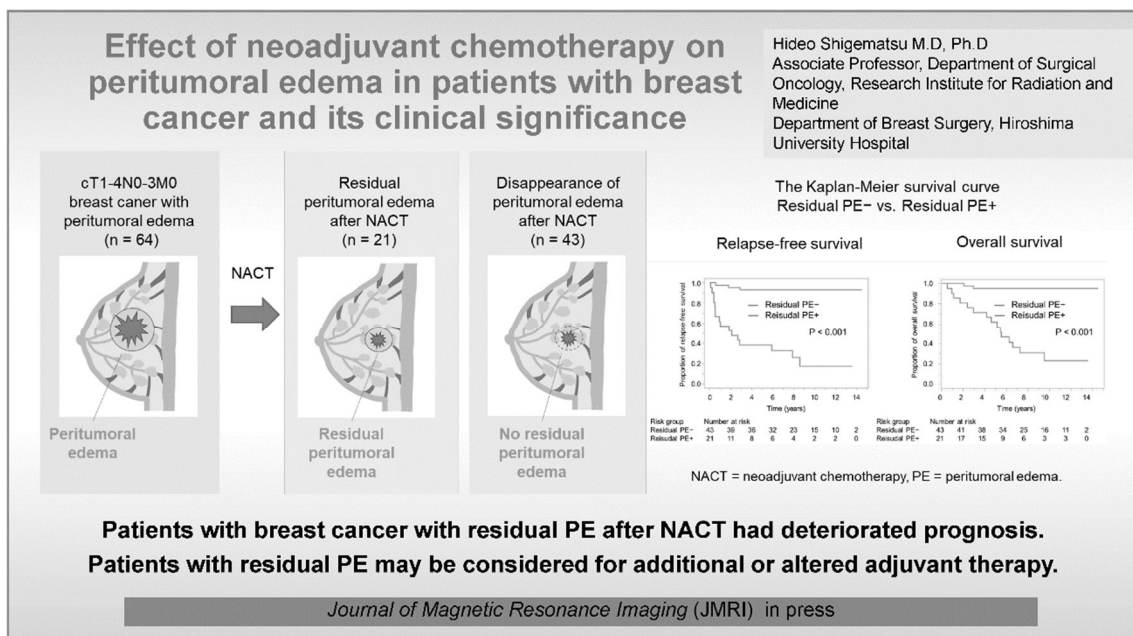 Effect of neoadjuvant chemotherapy on
peritumoral edema in patients with breast
cancer and its clinical significance
Hideo Shigematsu M.D, Ph.D
Associate Professor, Department of Surgical
Oncology, Research Institute for Radiation and
Medicine
Department of Breast Surgery, Hiroshima
University Hospital
cT1-4N0-3M0
breast caner with
peritumoral edema
(n = 64)
Peritumoral
edema
NACT
Residual
peritumoral edema
after NACT
(n = 21)
Residual
peritumoral
edema
Disappearance of
peritumoral edema
after NACT
(n = 43)
No residual
peritumoral
edema
The Kaplan-Meier survival curve
Residual PE− vs. Residual PE+
Relapse-free survival
Proportion of relapse-free survival
1.0
0.8
0.6
0.4
0.2
0.0
Residual PE−
Reisudal PE+
P < 0.001
0 2 4 6 8 10 12 14
Time (years)
Risk group Number at risk
Residual PE− 43 39 36 32 23 15 10 2
Reisudal PE+ 21 11 8 6 4 2 2 0
Overall survival
Proportion of overall survival
1.0
0.8
0.6
0.4
0.2
0.0
Residual PE−
Reisudal PE+
P < 0.001
0 2 4 6 8 10 12 14
Time (years)
Risk group Number at risk
Residual PE− 43 41 38 34 25 16 11 2
Reisudal PE+ 21 17 15 9 6 3 3 0
NACT = neoadjuvant chemotherapy, PE = peritumoral edema.
Patients with breast cancer with residual PE after NACT had deteriorated prognosis.
Patients with residual PE may be considered for additional or altered adjuvant therapy.
Journal of Magnetic Resonance Imaging (JMRI) in press